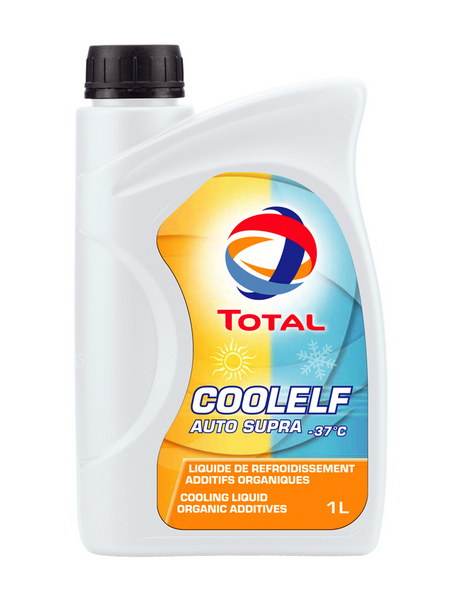 TOTAL
COOLELF
AUTO SUPRA -37°C
LIQUIDE DE REFROIDISSEMENT
ADDITIFS ORGANIQUES
COOLING LIQUID
ORGANIC ADDITIVES
1L